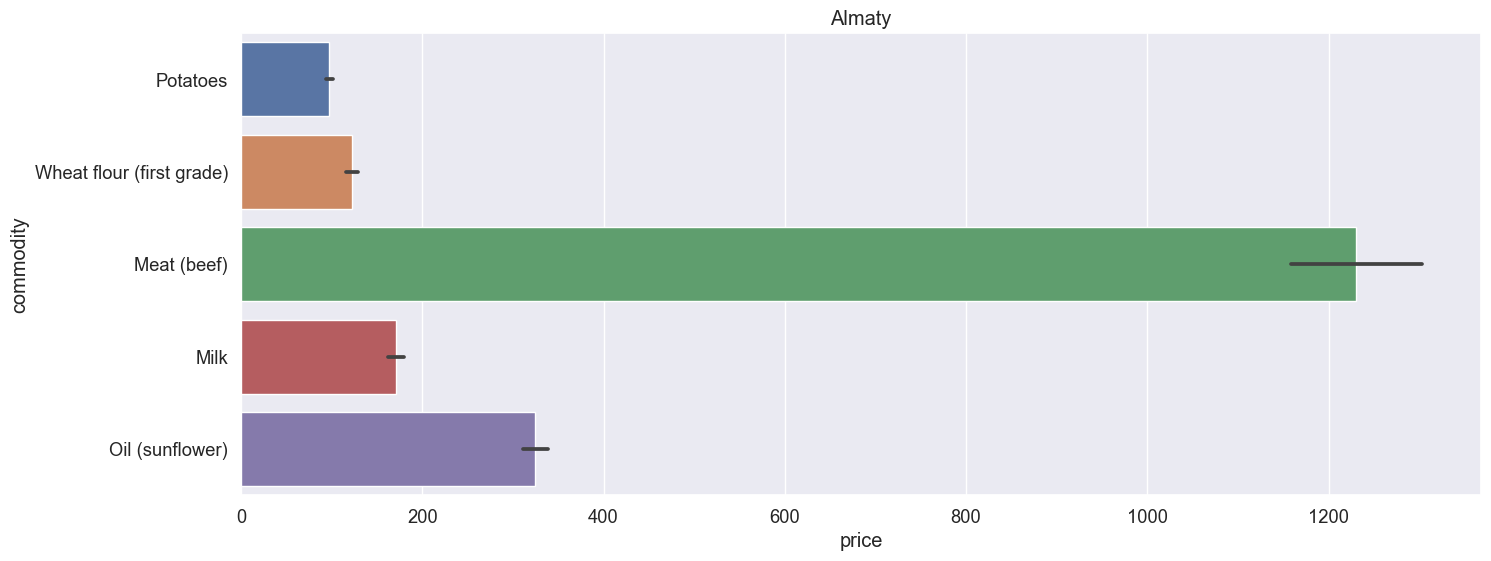 Almaty
commodity
Potatoes
Wheat flour (first grade)
Meat (beef)
Milk
Oil (sunflower)
0 200 400 600 800 1000 1200
price